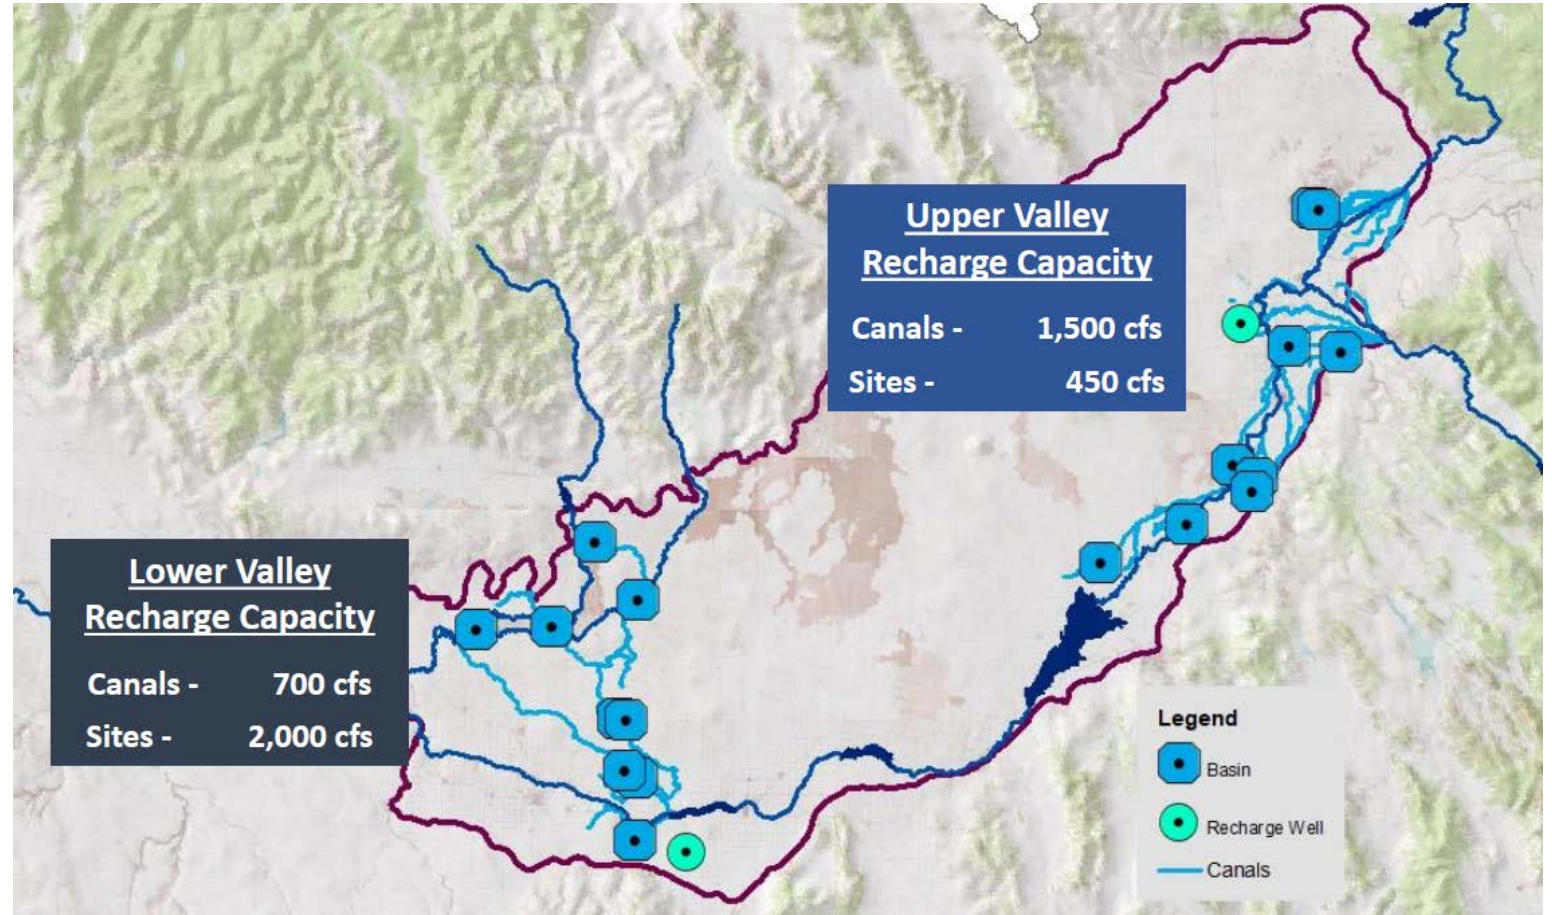 Upper Valley
Recharge Capacity
Canals - 1,500 cfs
Sites - 450 cfs
Lower Valley
Recharge Capacity
Canals - 700 cfs
Sites - 2,000 cfs
Legend
Basin
Recharge Well
Canals